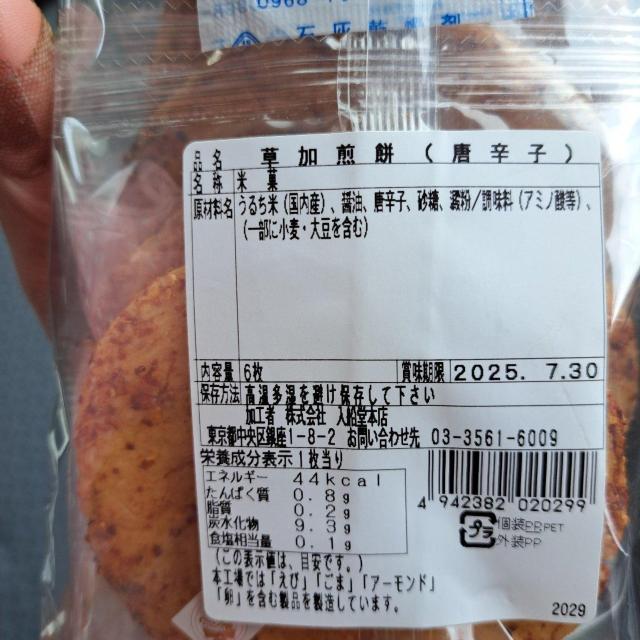 0968
石灰乾燥剤
品名 草加煎餅(唐辛子)
名称 米菓
原材料名 うるち米(国内産)、醤油、唐辛子、砂糖、澱粉/調味料(アミノ酸等)、
(一部に小麦・大豆を含む)
内容量 6枚 賞味期限 2025. 7.30
保存方法 高温多湿を避け保存して下さい
加工者 株式会社 入船堂本店
東京都中央区銀座1-8-2 お問い合わせ先 03-3561-6009
栄養成分表示 1枚当り
エネルギー 44kcal
たんぱく質 0.8g
脂質 0.2g
炭水化物 9.3g
食塩相当量 0.1g
(この表示値は、目安です。)
本工場では「えび」「ごま」「アーモンド」
「卵」を含む製品を製造しています。
4 942382 020299
プラ
個装PP,PET
外装PP
2029